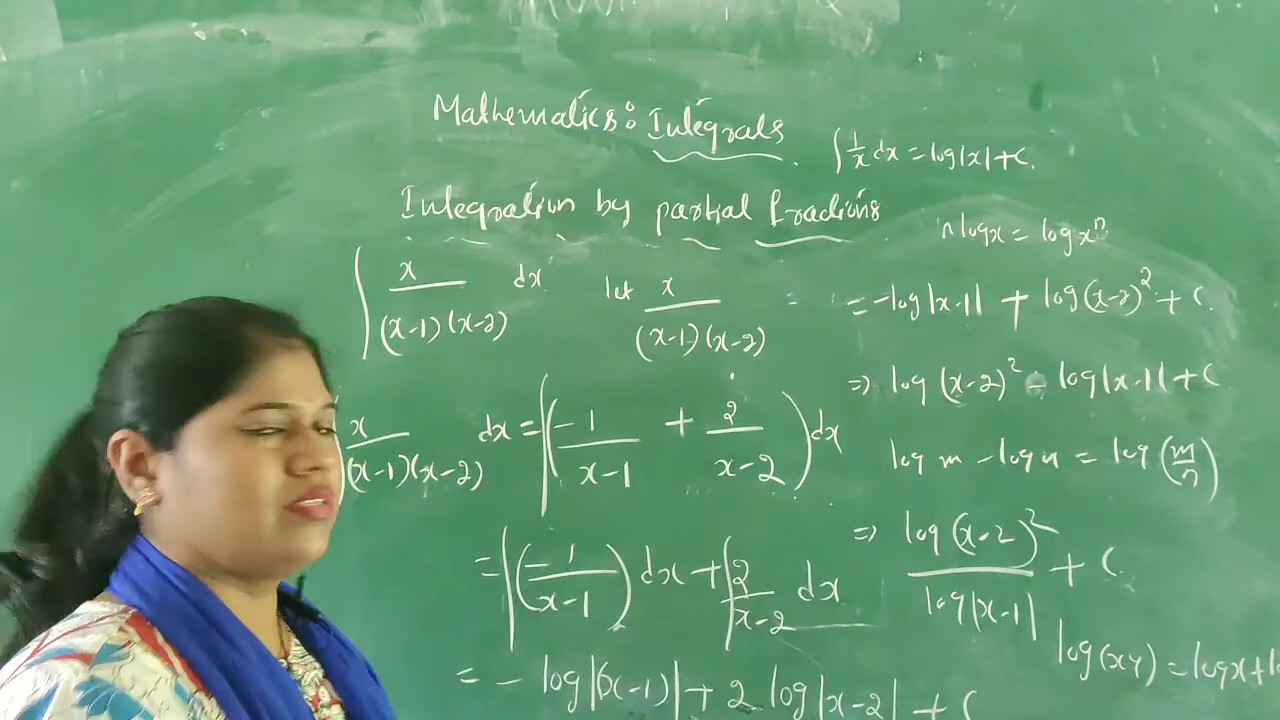 Mathematics: Integrals
∫ 1/x dx = log|x| + C.
Integration by partial fractions
n log x = log xⁿ
∫ x/((x-1)(x-2)) dx let x/((x-1)(x-2)) =
x/((x-1)(x-2)) dx = ∫(-1/(x-1) + 2/(x-2)) dx
= ∫(-1/(x-1)) dx + ∫ 2/(x-2) dx
= - log|(x-1)| + 2 log|x-2| + C
= -log|x-1| + log(x-2)² + C.
⇒ log(x-2)² - log|x-1| + C
log m - log n = log(m/n)
⇒ log(x-2)²/log|x-1| + C
log(xy) = log x +